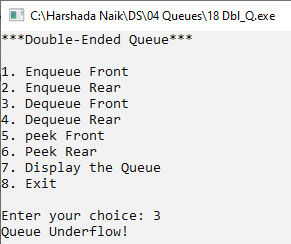 C:\Harshada Naik\DS\04 Queues\18 Dbl_Q.exe
***Double-Ended Queue***
1. Enqueue Front
2. Enqueue Rear
3. Dequeue Front
4. Dequeue Rear
5. peek Front
6. Peek Rear
7. Display the Queue
8. Exit
Enter your choice: 3
Queue Underflow!